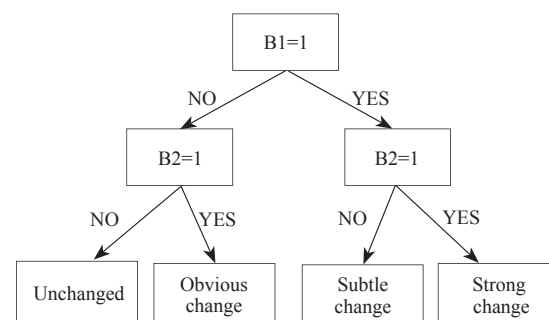 B1=1
NO
YES
B2=1
B2=1
NO
YES
NO
YES
Unchanged
Obvious
change
Subtle
change
Strong
change